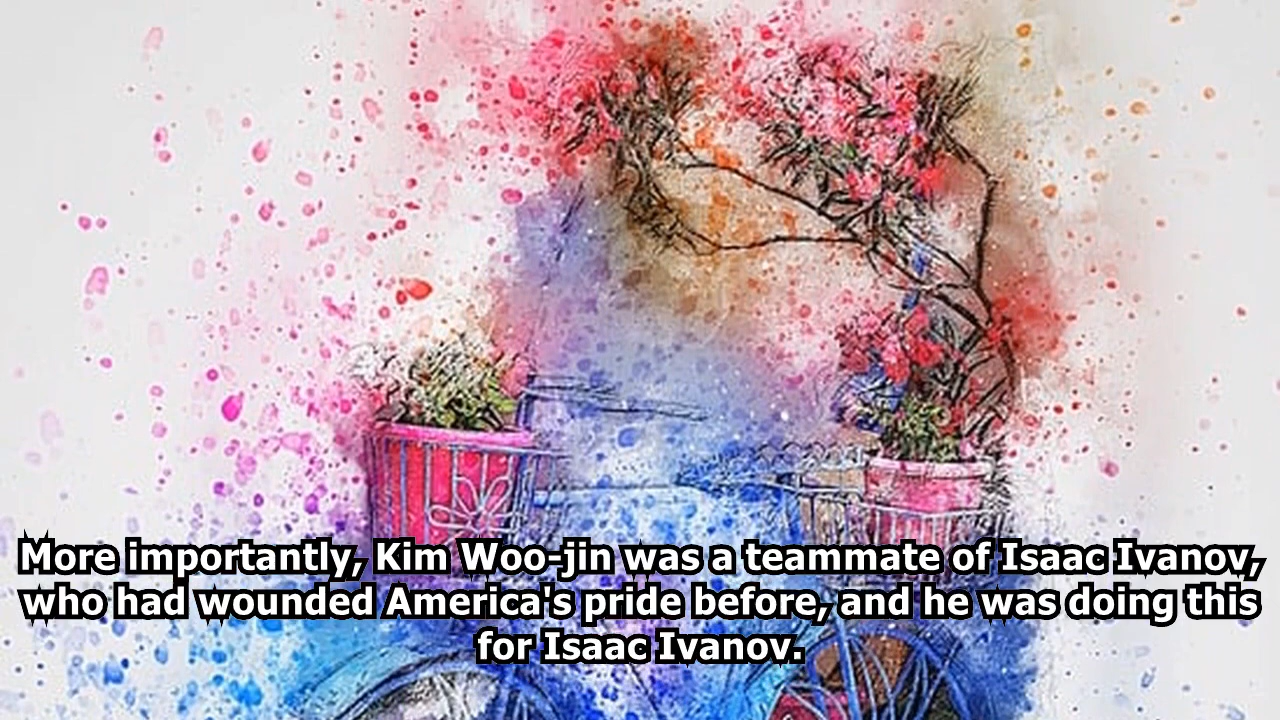 More importantly, Kim Woo-jin was a teammate of Isaac Ivanov,
who had wounded America's pride before, and he was doing this
for Isaac Ivanov.